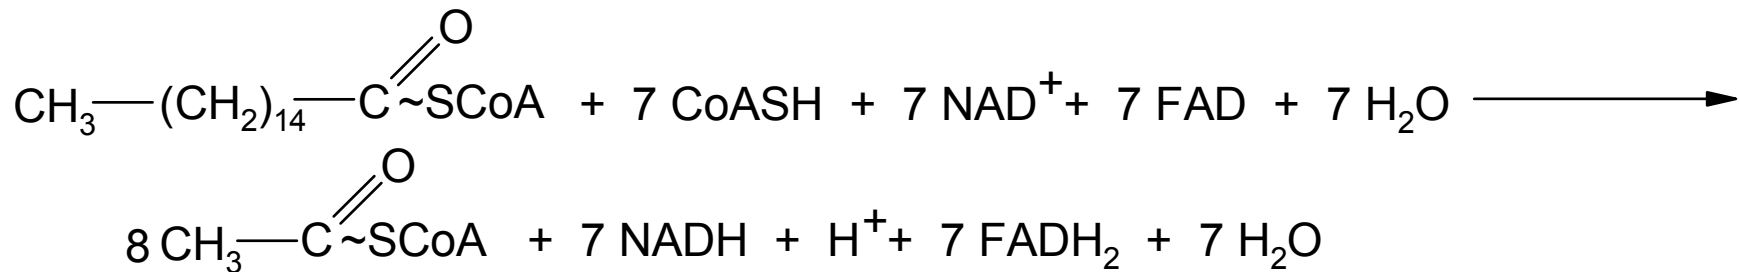 CH₃—(CH₂)₁₄—C(=O)~SCoA + 7 CoASH + 7 NAD⁺ + 7 FAD + 7 H₂O ⟶
8 CH₃—C(=O)~SCoA + 7 NADH + H⁺ + 7 FADH₂ + 7 H₂O